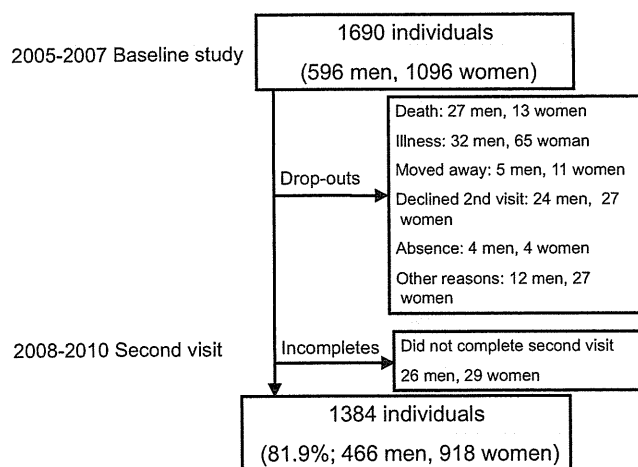 1690 individuals
2005-2007 Baseline study
(596 men, 1096 women)
Death: 27 men, 13 women
Illness: 32 men, 65 woman
Moved away: 5 men, 11 women
Drop-outs
Declined 2nd visit: 24 men, 27
women
Absence: 4 men, 4 women
Other reasons: 12 men, 27
women
2008-2010 Second visit
Incompletes
Did not complete second visit
26 men, 29 women
1384 individuals
(81.9%; 466 men, 918 women)